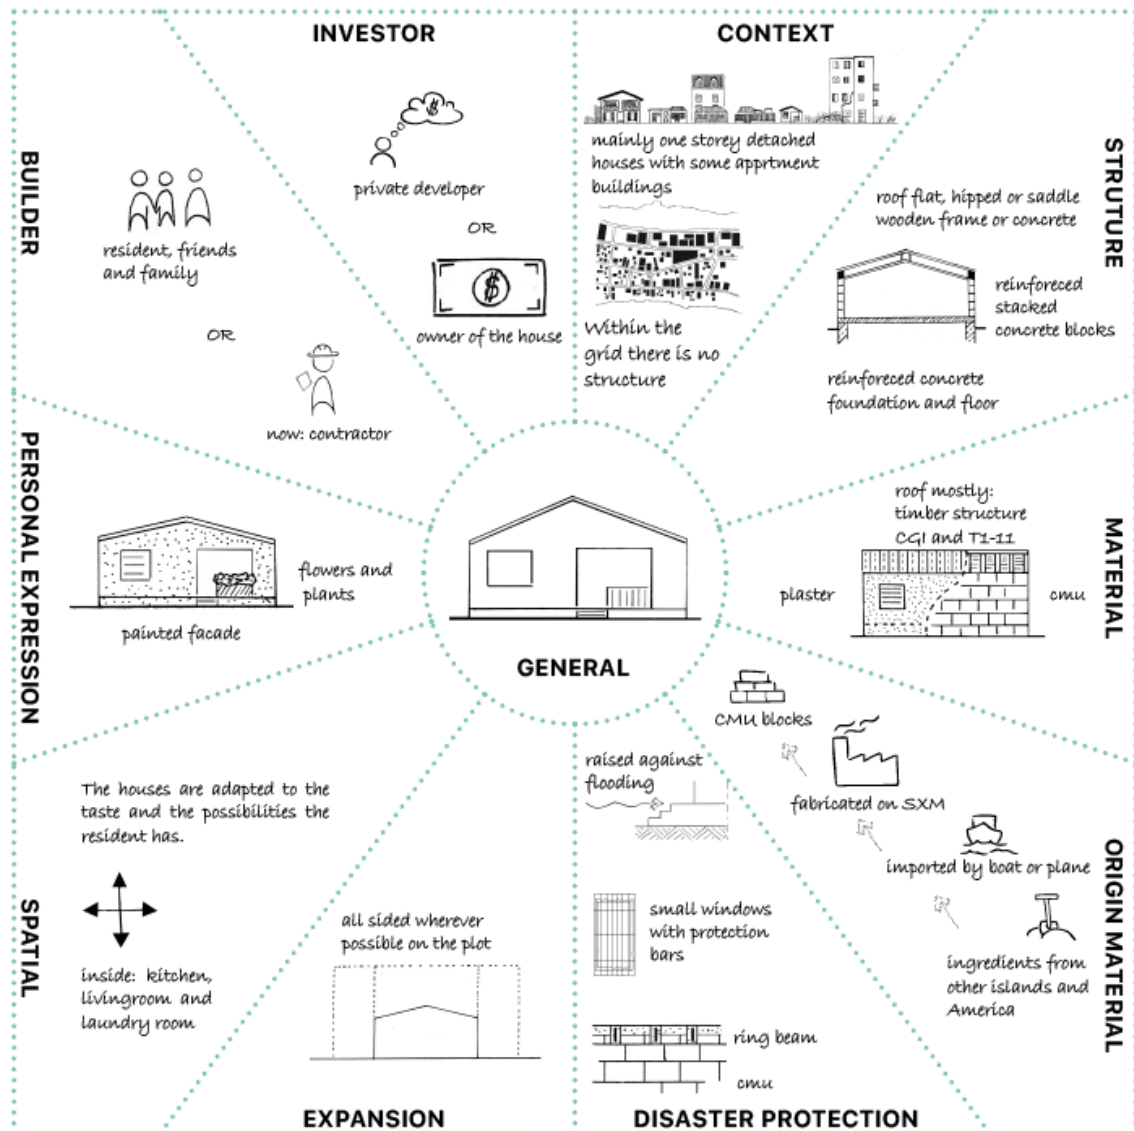 INVESTOR
CONTEXT
BUILDER
STRUTURE
private developer
OR
owner of the house
mainly one storey detached
houses with some apprtment
buildings
Within the
grid there is no
structure
resident, friends
and family
OR
now: contractor
roof flat, hipped or saddle
wooden frame or concrete
reinforeced
stacked
concrete blocks
reinforeced concrete
foundation and floor
PERSONAL EXPRESSION
flowers and
plants
painted facade
GENERAL
MATERIAL
roof mostly:
timber structure
CGI and T1-11
plaster
cmu
SPATIAL
The houses are adapted to the
taste and the possibilities the
resident has.
inside: kitchen,
livingroom and
laundry room
EXPANSION
all sided wherever
possible on the plot
DISASTER PROTECTION
raised against
flooding
small windows
with protection
bars
ring beam
cmu
ORIGIN MATERIAL
CMU blocks
fabricated on SXM
imported by boat or plane
ingredients from
other islands and
America